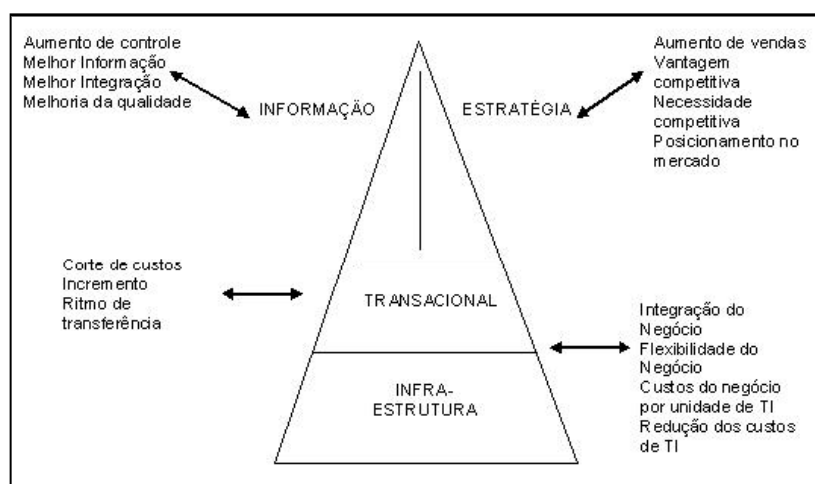 Aumento de controle
Melhor Informação
Melhor Integração
Melhoria da qualidade
INFORMAÇÃO
ESTRATÉGIA
Aumento de vendas
Vantagem
competitiva
Necessidade
competitiva
Posicionamento no
mercado
Corte de custos
Incremento
Ritmo de
transferência
TRANSACIONAL
Integração do
Negócio
Flexibilidade do
Negócio
Custos do negócio
por unidade de TI
Redução dos custos
de TI
INFRA-
ESTRUTURA